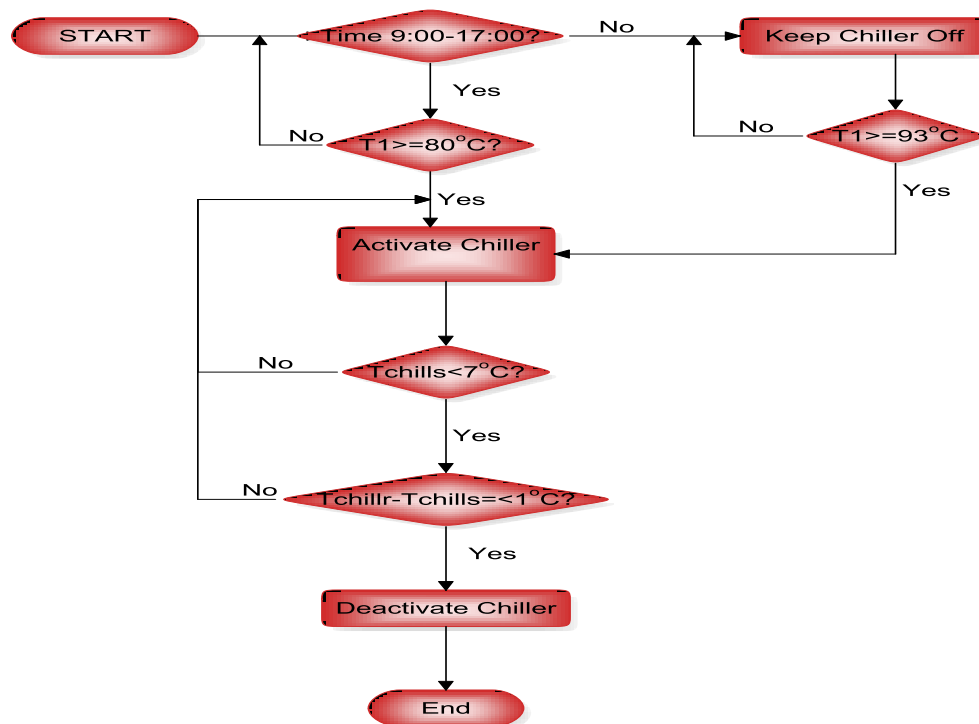 START
Time 9:00-17:00?
No
Keep Chiller Off
Yes
No
T1>=80°C?
No
T1>=93°C
Yes
Yes
Activate Chiller
No
Tchills<7°C?
Yes
No
Tchillr-Tchills=<1°C?
Yes
Deactivate Chiller
End